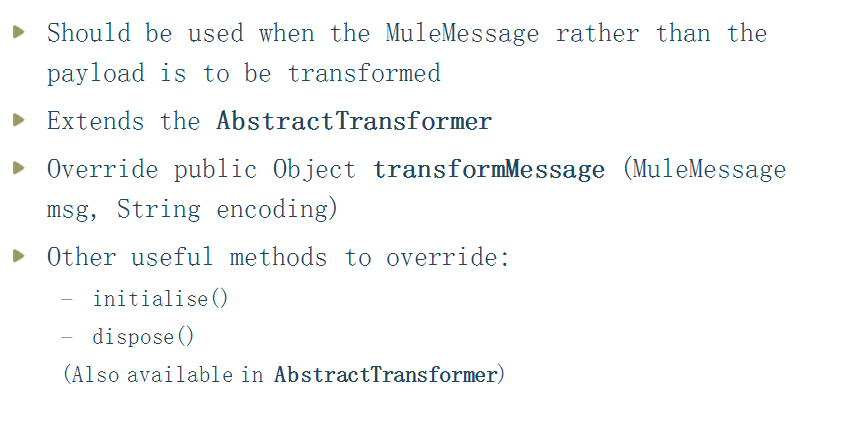 Should be used when the MuleMessage rather than the
payload is to be transformed
Extends the AbstractTransformer
Override public Object transformMessage (MuleMessage
msg, String encoding)
Other useful methods to override:
– initialise()
– dispose()
(Also available in AbstractTransformer)